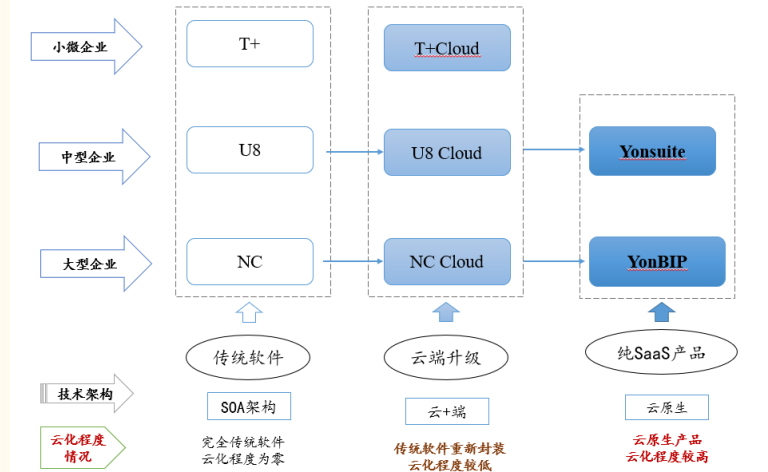 小微企业
T+
T+Cloud
中型企业
U8
U8 Cloud
Yonsuite
大型企业
NC
NC Cloud
YonBIP
传统软件
云端升级
纯SaaS产品
技术架构
SOA架构
云+端
云原生
云化程度
情况
完全传统软件
云化程度为零
传统软件重新封装
云化程度较低
云原生产品
云化程度较高